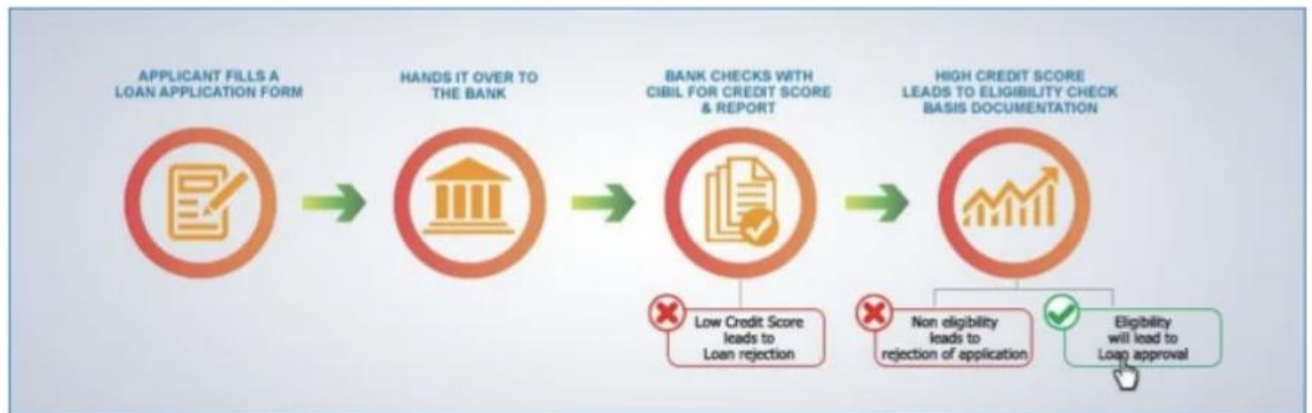 APPLICANT FILLS A
LOAN APPLICATION FORM
HANDS IT OVER TO
THE BANK
BANK CHECKS WITH
CIBIL FOR CREDIT SCORE
& REPORT
HIGH CREDIT SCORE
LEADS TO ELIGIBILITY CHECK
BASIS DOCUMENTATION
Low Credit Score
leads to
Loan rejection
Non eligibility
leads to
rejection of application
Eligibility
will lead to
Loan approval